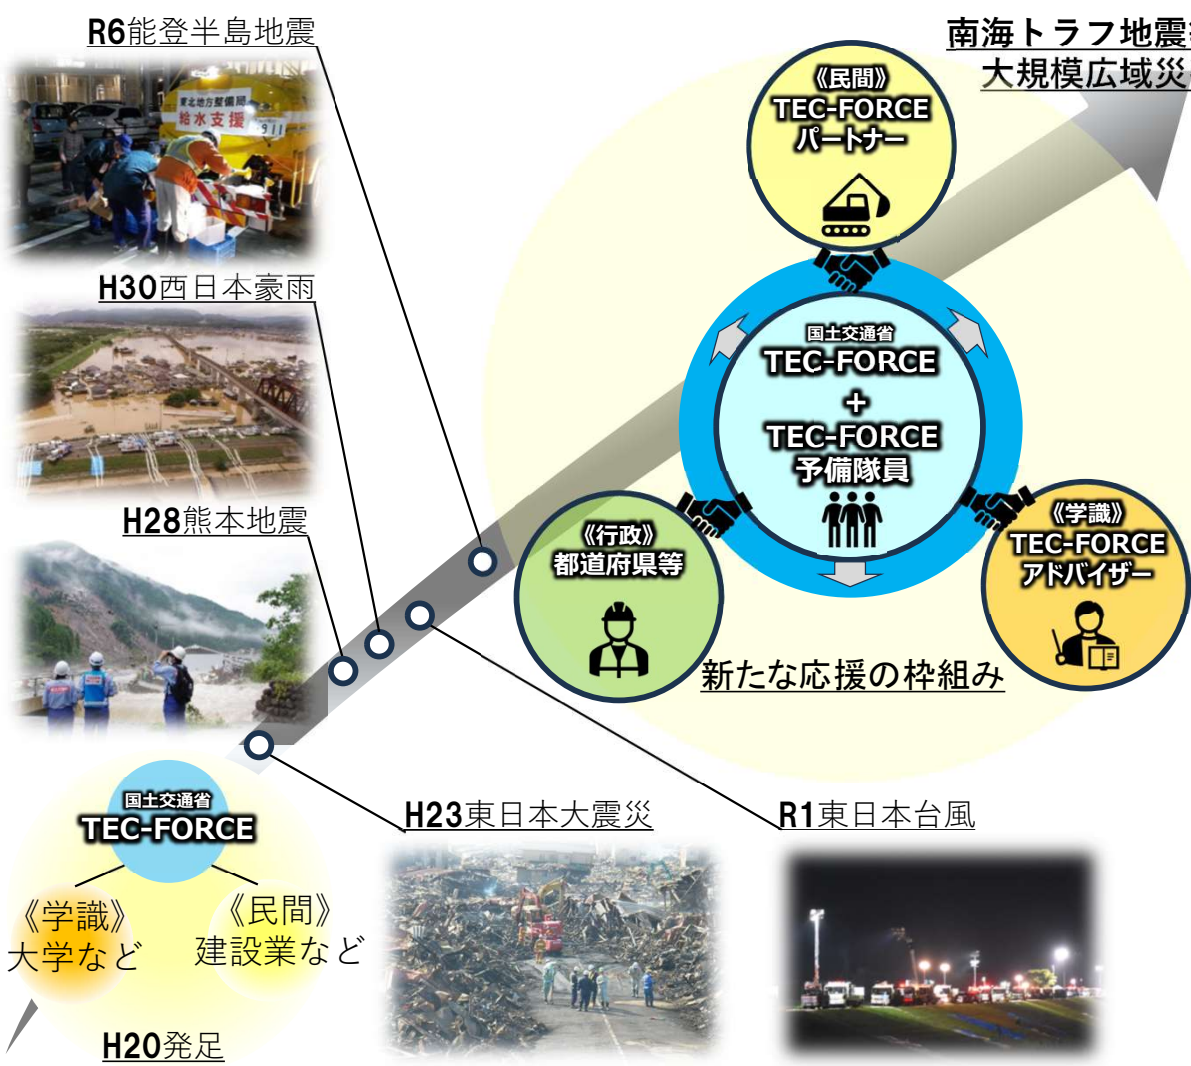 R6能登半島地震
東北地方整備局
給水支援
911
H30西日本豪雨
H28熊本地震
南海トラフ地震
大規模広域災
《民間》
TEC-FORCE
パートナー
国土交通省
TEC-FORCE
+
TEC-FORCE
予備隊員
《行政》
都道府県等
《学識》
TEC-FORCE
アドバイザー
新たな応援の枠組み
国土交通省
TEC-FORCE
《学識》
大学など
《民間》
建設業など
H20発足
H23東日本大震災
R1東日本台風